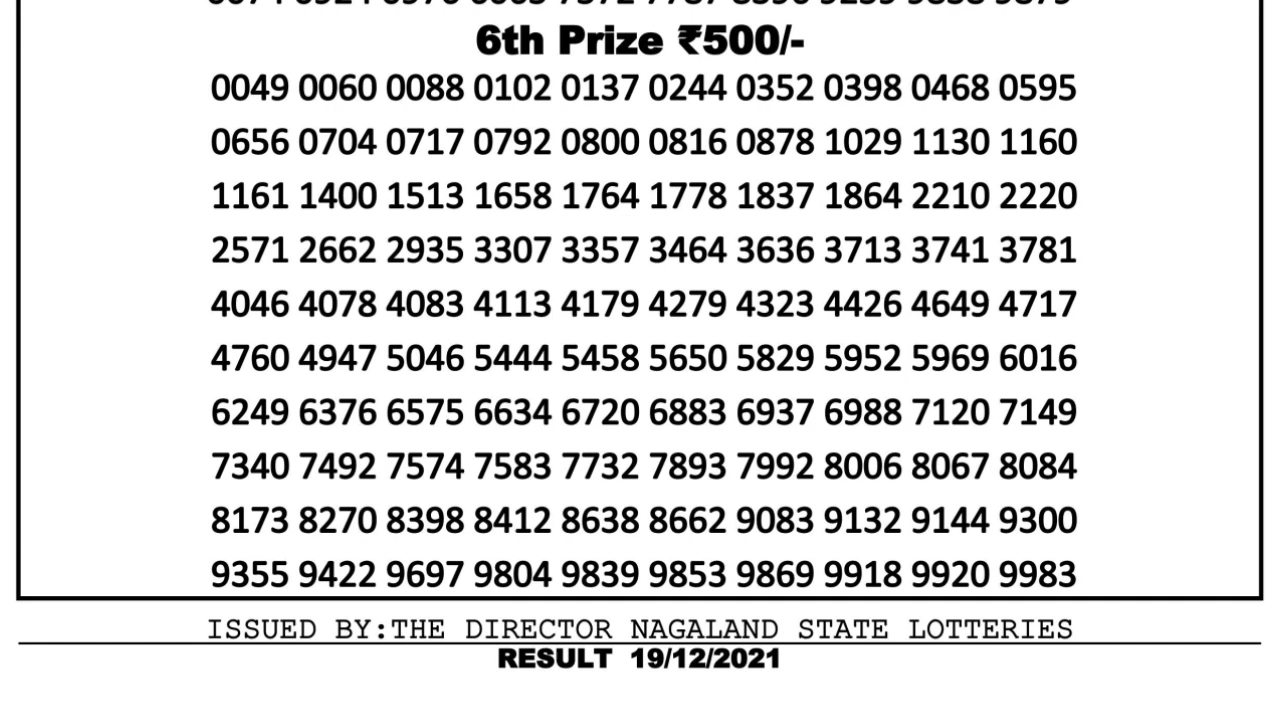 6th Prize ₹500/-
0049 0060 0088 0102 0137 0244 0352 0398 0468 0595
0656 0704 0717 0792 0800 0816 0878 1029 1130 1160
1161 1400 1513 1658 1764 1778 1837 1864 2210 2220
2571 2662 2935 3307 3357 3464 3636 3713 3741 3781
4046 4078 4083 4113 4179 4279 4323 4426 4649 4717
4760 4947 5046 5444 5458 5650 5829 5952 5969 6016
6249 6376 6575 6634 6720 6883 6937 6988 7120 7149
7340 7492 7574 7583 7732 7893 7992 8006 8067 8084
8173 8270 8398 8412 8638 8662 9083 9132 9144 9300
9355 9422 9697 9804 9839 9853 9869 9918 9920 9983
ISSUED BY:THE DIRECTOR NAGALAND STATE LOTTERIES
RESULT 19/12/2021